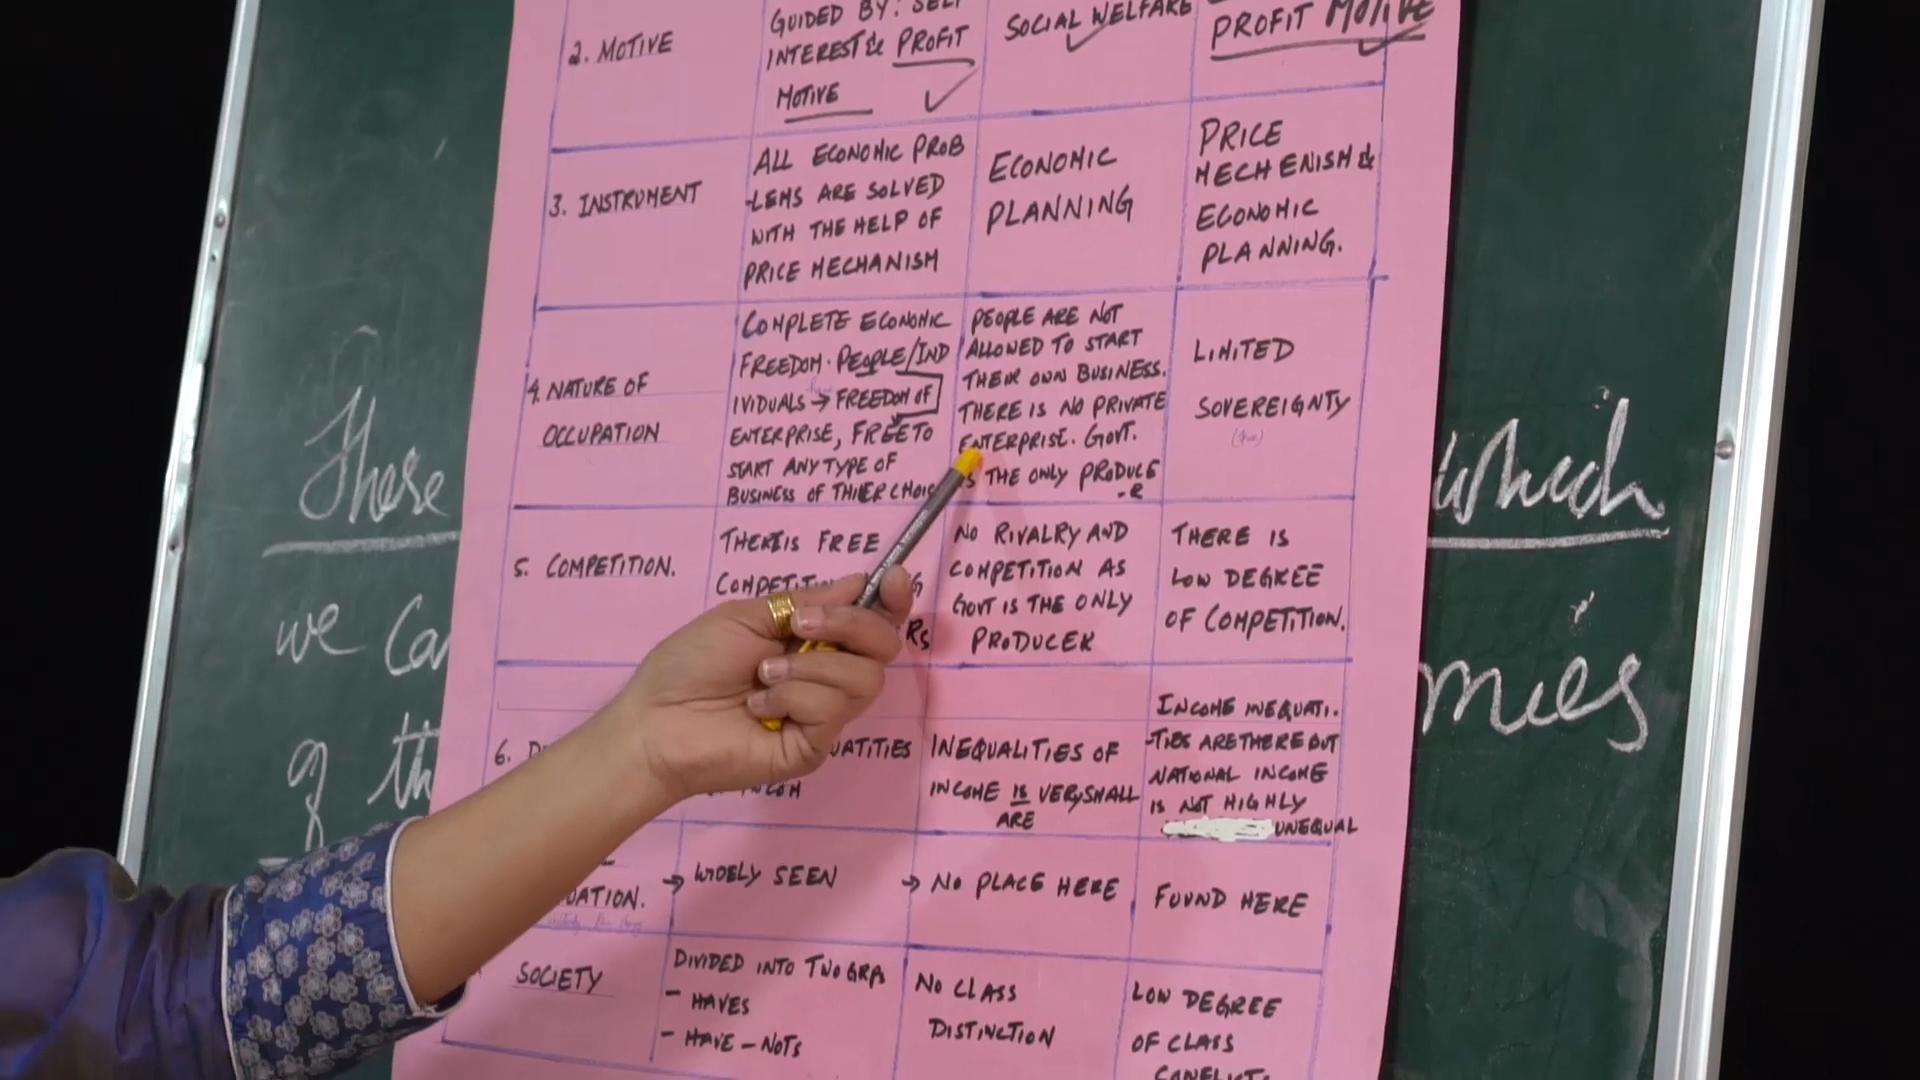 2. MOTIVE
GUIDED BY: SELF
INTEREST & PROFIT
MOTIVE
SOCIAL WELFARE
PROFIT MOTIVE
3. INSTRUMENT
ALL ECONOMIC PROB
-LEMS ARE SOLVED
WITH THE HELP OF
PRICE MECHANISM
ECONOMIC
PLANNING
PRICE
MECHENISM &
ECONOMIC
PLANNING.
4. NATURE OF
OCCUPATION
COMPLETE ECONOMIC
FREEDOM. PEOPLE/IND
IVIDUALS → FREEDOM OF
ENTERPRISE, FREE TO
START ANY TYPE OF
BUSINESS OF THIER
PEOPLE ARE NOT
ALLOWED TO START
THEIR OWN BUSINESS.
THERE IS NO PRIVATE
ENTERPRISE. GOVT.
THE ONLY PRODUCE
-R
LIMITED
SOVEREIGNTY
5. COMPETITION.
THERE IS FREE
NO RIVALRY AND
COMPETITION AS
GOVT IS THE ONLY
PRODUCER
THERE IS
LOW DEGREE
OF COMPETITION.
6.
INEQUALITIES OF
INCOME IS VERY SMALL
ARE
INCOME INEQUATI.
-TIES ARE THERE BUT
NATIONAL INCOME
IS NOT HIGHLY
UNEQUAL
→ WIDELY SEEN
→ NO PLACE HERE
FOUND HERE
SOCIETY
DIVIDED INTO TWO GRPS
- HAVES
- HAVE-NOTS
NO CLASS
DISTINCTION
LOW DEGREE
OF CLASS
CONFLICT.
These
which
we
of